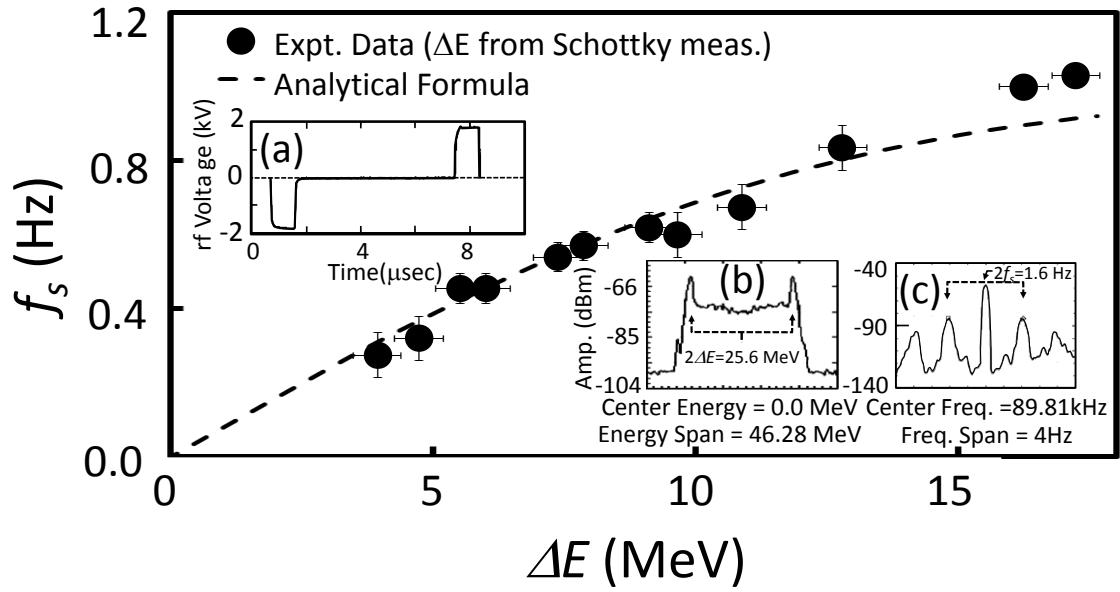 1.2
0.8
0.4
0.0
f_s (Hz)
Expt. Data (ΔE from Schottky meas.)
Analytical Formula
(a)
rf Volta ge (kV)
2
0
-2
0
4
8
Time(μsec)
(b)
Amp. (dBm)
-66
-85
-104
2ΔE=25.6 MeV
Center Energy = 0.0 MeV
Energy Span = 46.28 MeV
(c)
-40
-90
-140
2f_s=1.6 Hz
Center Freq. =89.81kHz
Freq. Span = 4Hz
0
5
10
15
ΔE (MeV)